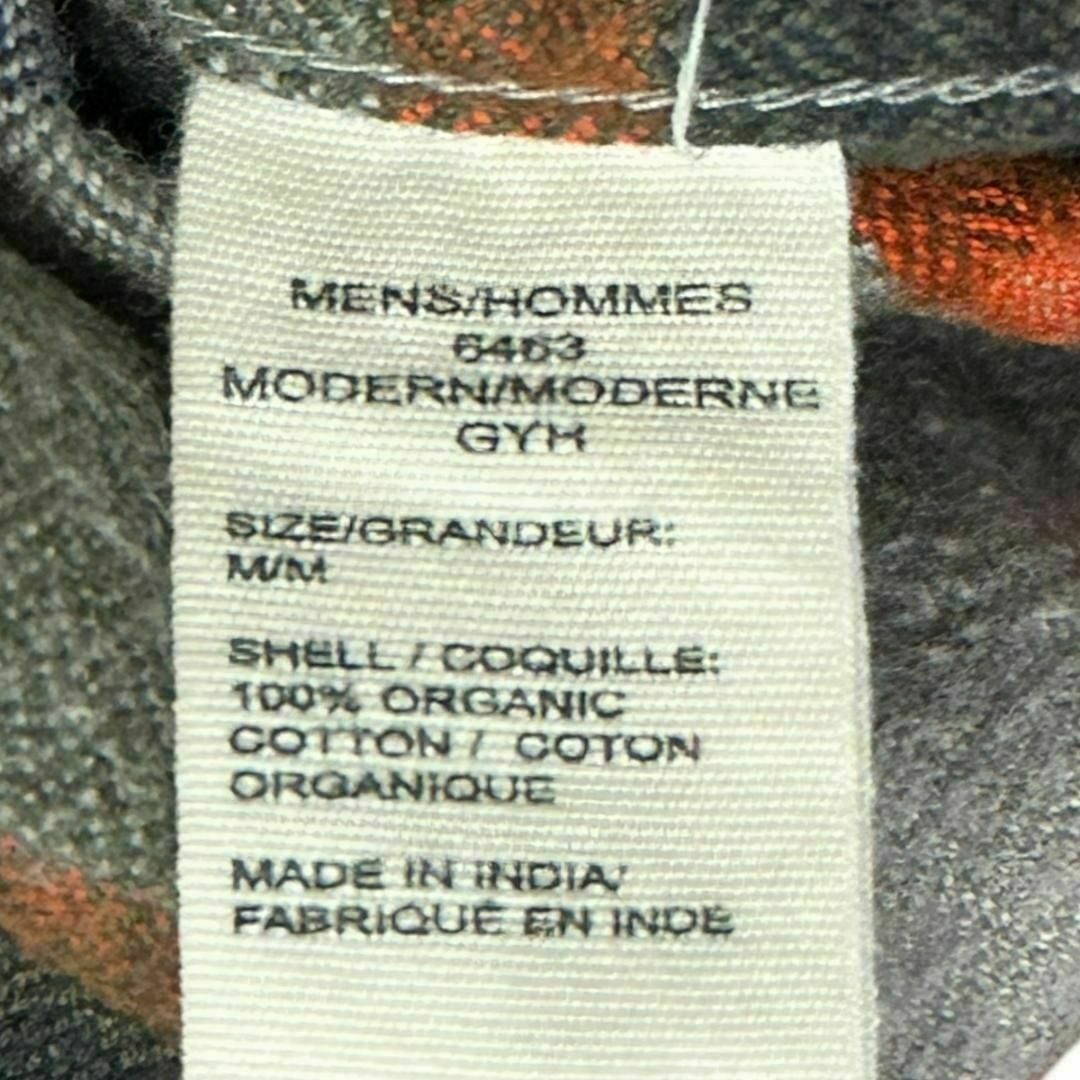 MENS/HOMMES
6463
MODERN/MODERNE
GYH
SIZE/GRANDEUR:
M/M
SHELL / COQUILLE:
100% ORGANIC
COTTON / COTON
ORGANIQUE
MADE IN INDIA/
FABRIQUE EN INDE